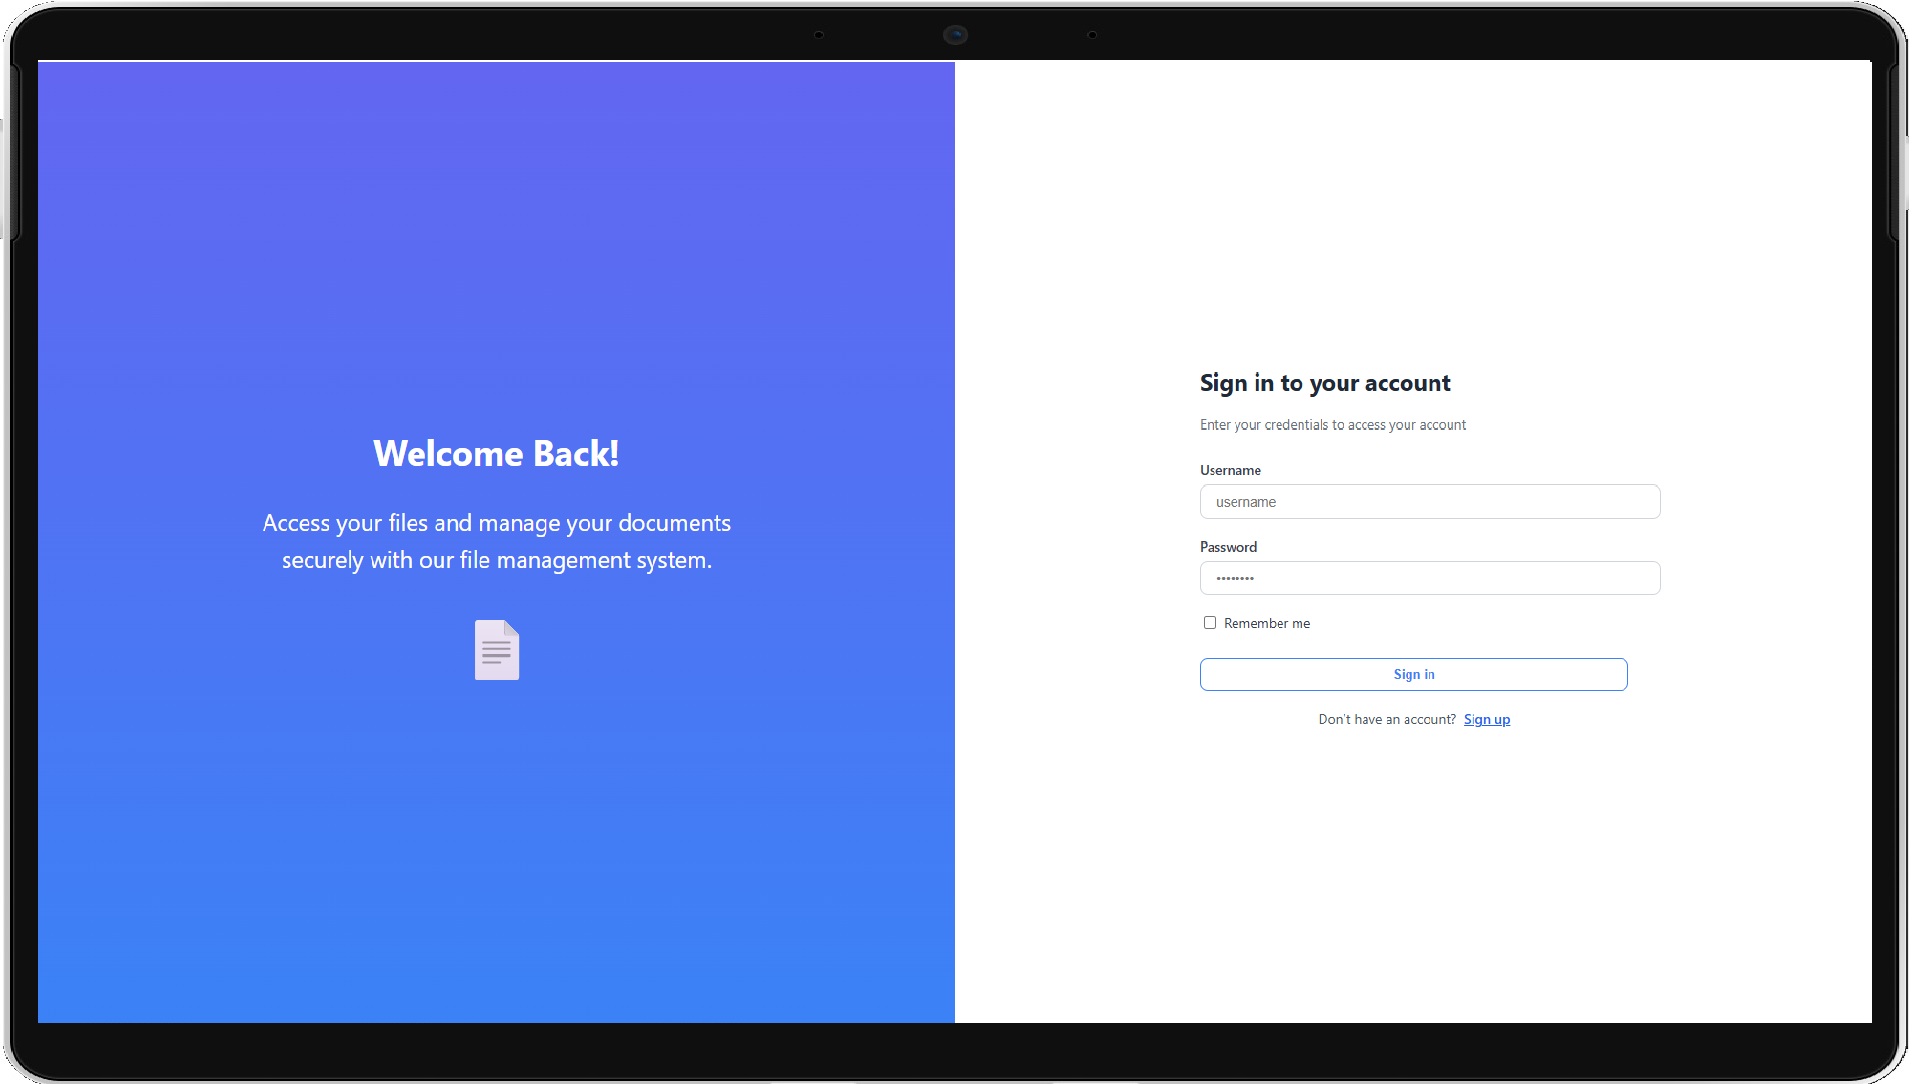 Welcome Back!
Access your files and manage your documents
securely with our file management system.
Sign in to your account
Enter your credentials to access your account
Username
username
Password
••••••••
Remember me
Sign in
Don't have an account? Sign up